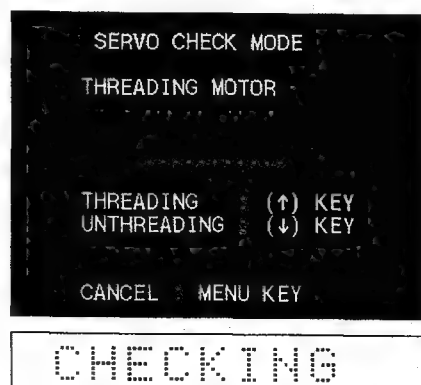 SERVO CHECK MODE
THREADING MOTOR
THREADING (↑) KEY
UNTHREADING (↓) KEY
CANCEL MENU KEY
CHECKING